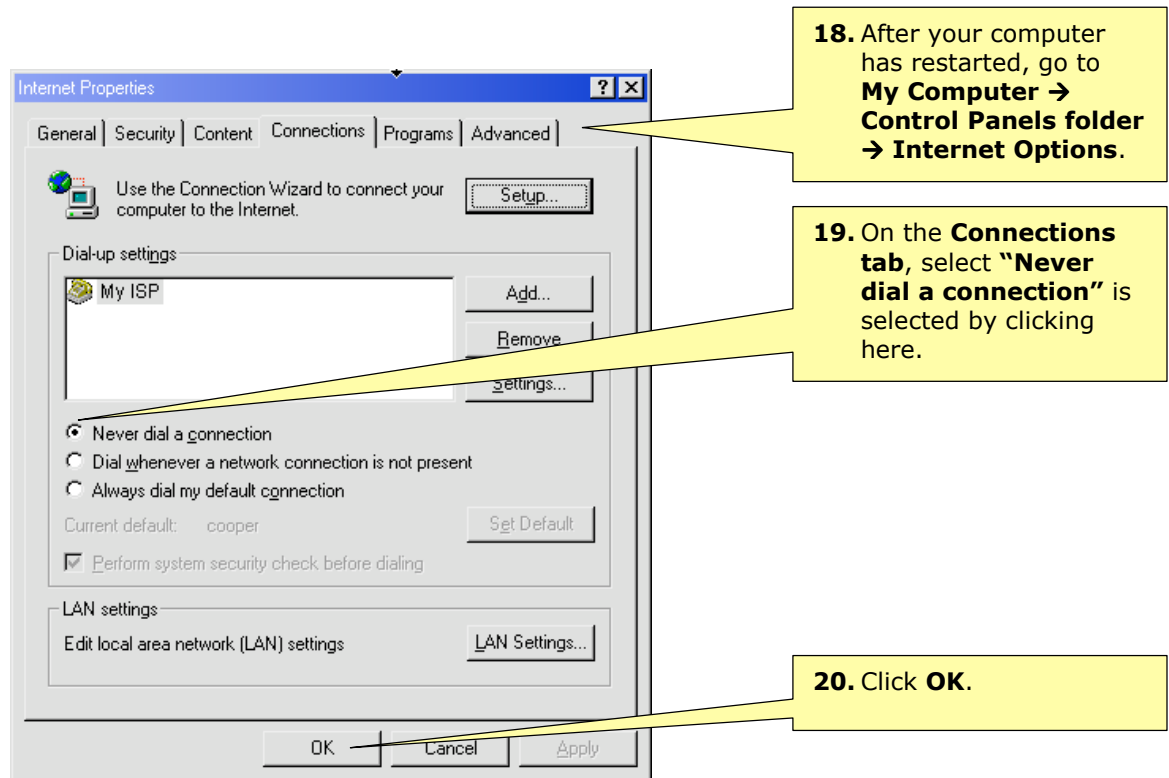 18. After your computer
has restarted, go to
My Computer →
Control Panels folder
→ Internet Options.
Internet Properties
General Security Content Connections Programs Advanced
Use the Connection Wizard to connect your
computer to the Internet.
Setup...
19. On the Connections
tab, select “Never
dial a connection” is
selected by clicking
here.
Dial-up settings
My ISP
Add...
Remove
Settings...
Never dial a connection
Dial whenever a network connection is not present
Always dial my default connection
Current default: cooper
Set Default
Perform system security check before dialing
LAN settings
Edit local area network (LAN) settings
LAN Settings...
20. Click OK.
OK Cancel Apply